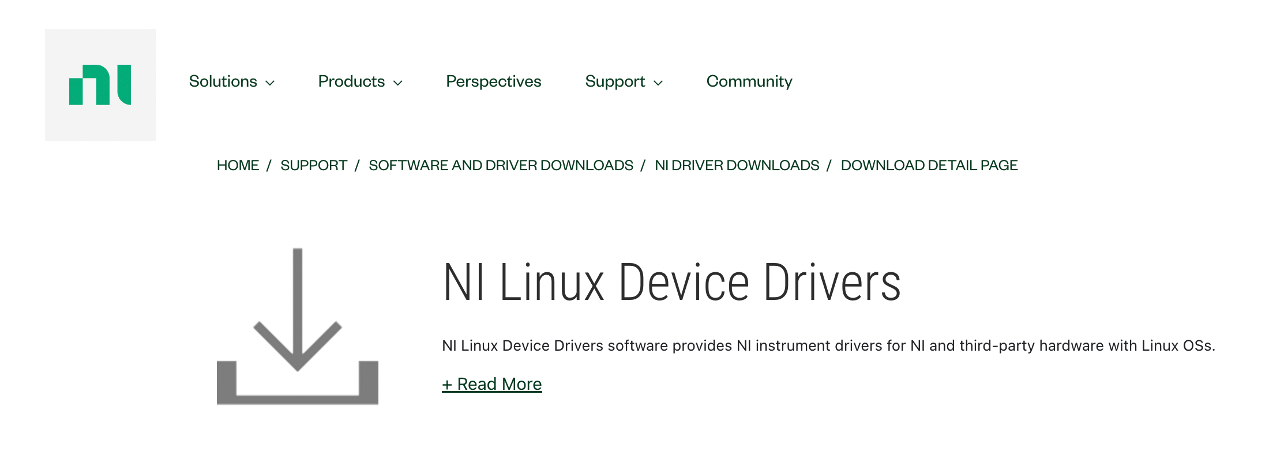 ni
Solutions Products Perspectives Support Community
HOME / SUPPORT / SOFTWARE AND DRIVER DOWNLOADS / NI DRIVER DOWNLOADS / DOWNLOAD DETAIL PAGE
NI Linux Device Drivers
NI Linux Device Drivers software provides NI instrument drivers for NI and third-party hardware with Linux OSs.
+ Read More